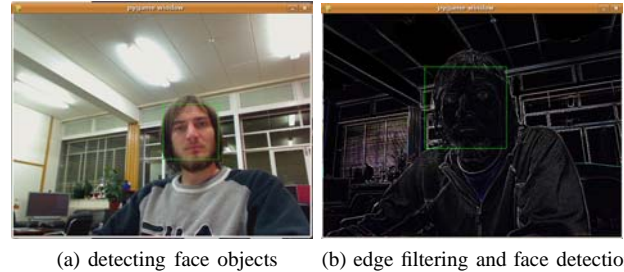 pygame window
pygame window
(a) detecting face objects
(b) edge filtering and face detectio